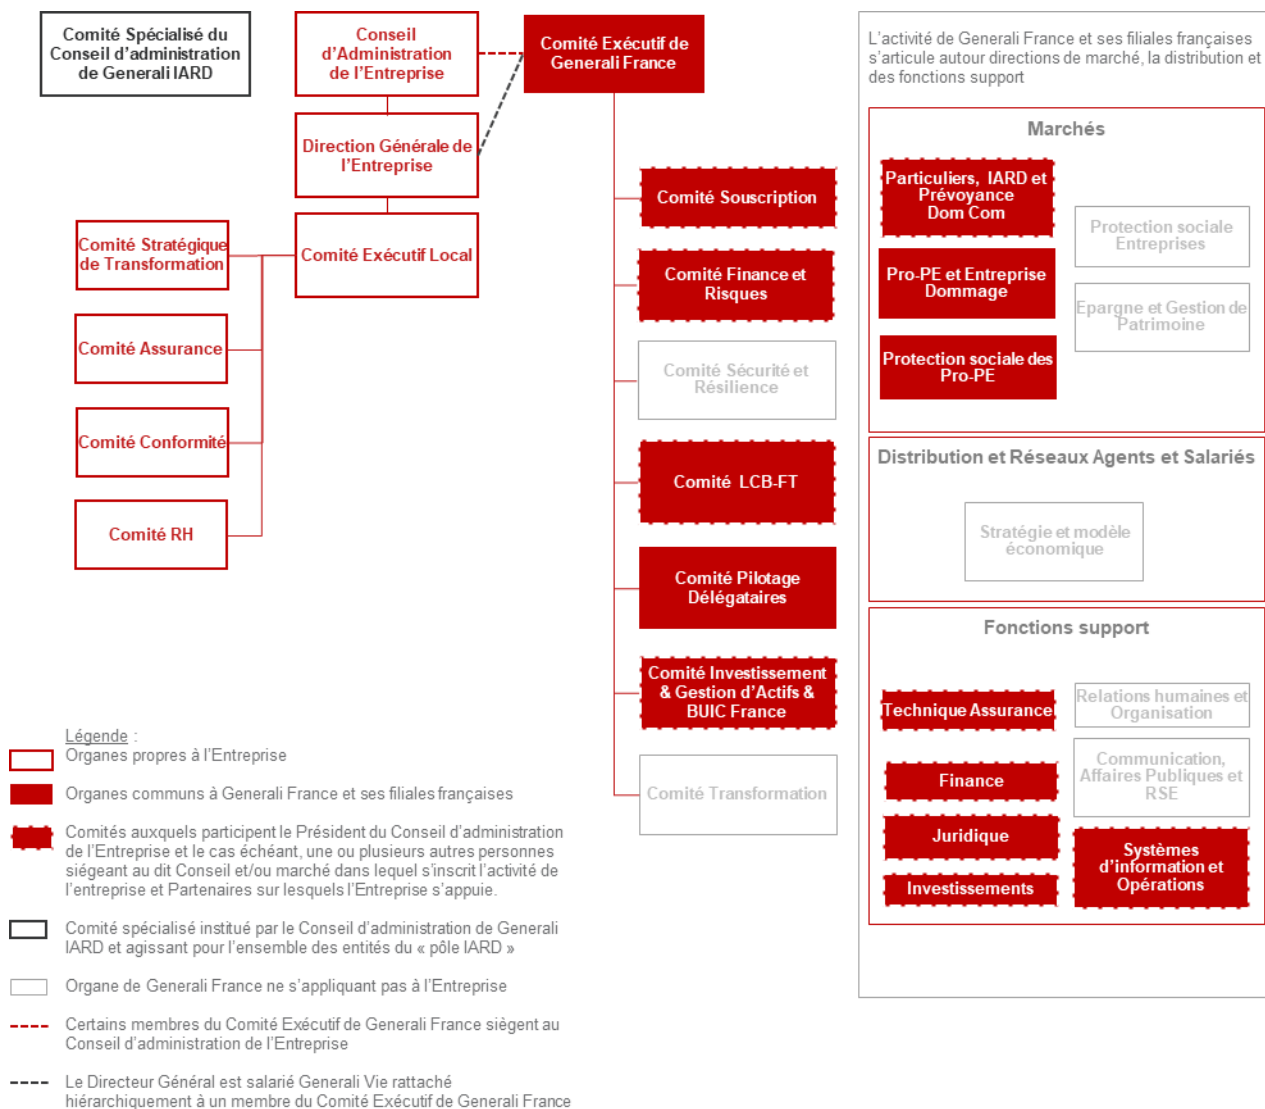 Comité Spécialisé du
Conseil d'administration
de Generali IARD
Conseil
d'Administration
de l'Entreprise
Comité Exécutif de
Generali France
Direction Générale de
l'Entreprise
Comité Exécutif Local
Comité Stratégique
de Transformation
Comité Assurance
Comité Conformité
Comité RH
Comité Souscription
Comité Finance et
Risques
Comité Sécurité et
Résilience
Comité LCB-FT
Comité Pilotage
Délégataires
Comité Investissement
& Gestion d'Actifs &
BUIC France
Comité Transformation
L'activité de Generali France et ses filiales françaises
s'articule autour directions de marché, la distribution et
des fonctions support
Marchés
Particuliers, IARD et
Prévoyance
Dom Com
Pro-PE et Entreprise
Dommage
Protection sociale des
Pro-PE
Protection sociale
Entreprises
Epargne et Gestion de
Patrimoine
Distribution et Réseaux Agents et Salariés
Stratégie et modèle
économique
Fonctions support
Technique Assurance
Finance
Juridique
Investissements
Relations humaines et
Organisation
Communication,
Affaires Publiques et
RSE
Systèmes
d'information et
Opérations
Légende :
Organes propres à l'Entreprise
Organes communs à Generali France et ses filiales françaises
Comités auxquels participent le Président du Conseil d'administration
de l'Entreprise et le cas échéant, une ou plusieurs autres personnes
siégeant au dit Conseil et/ou marché dans lequel s'inscrit l'activité de
l'entreprise et Partenaires sur lesquels l'Entreprise s'appuie.
Comité spécialisé institué par le Conseil d'administration de Generali
IARD et agissant pour l'ensemble des entités du « pôle IARD »
Organe de Generali France ne s'appliquant pas à l'Entreprise
Certains membres du Comité Exécutif de Generali France siègent au
Conseil d'administration de l'Entreprise
Le Directeur Général est salarié Generali Vie rattaché
hiérarchiquement à un membre du Comité Exécutif de Generali France